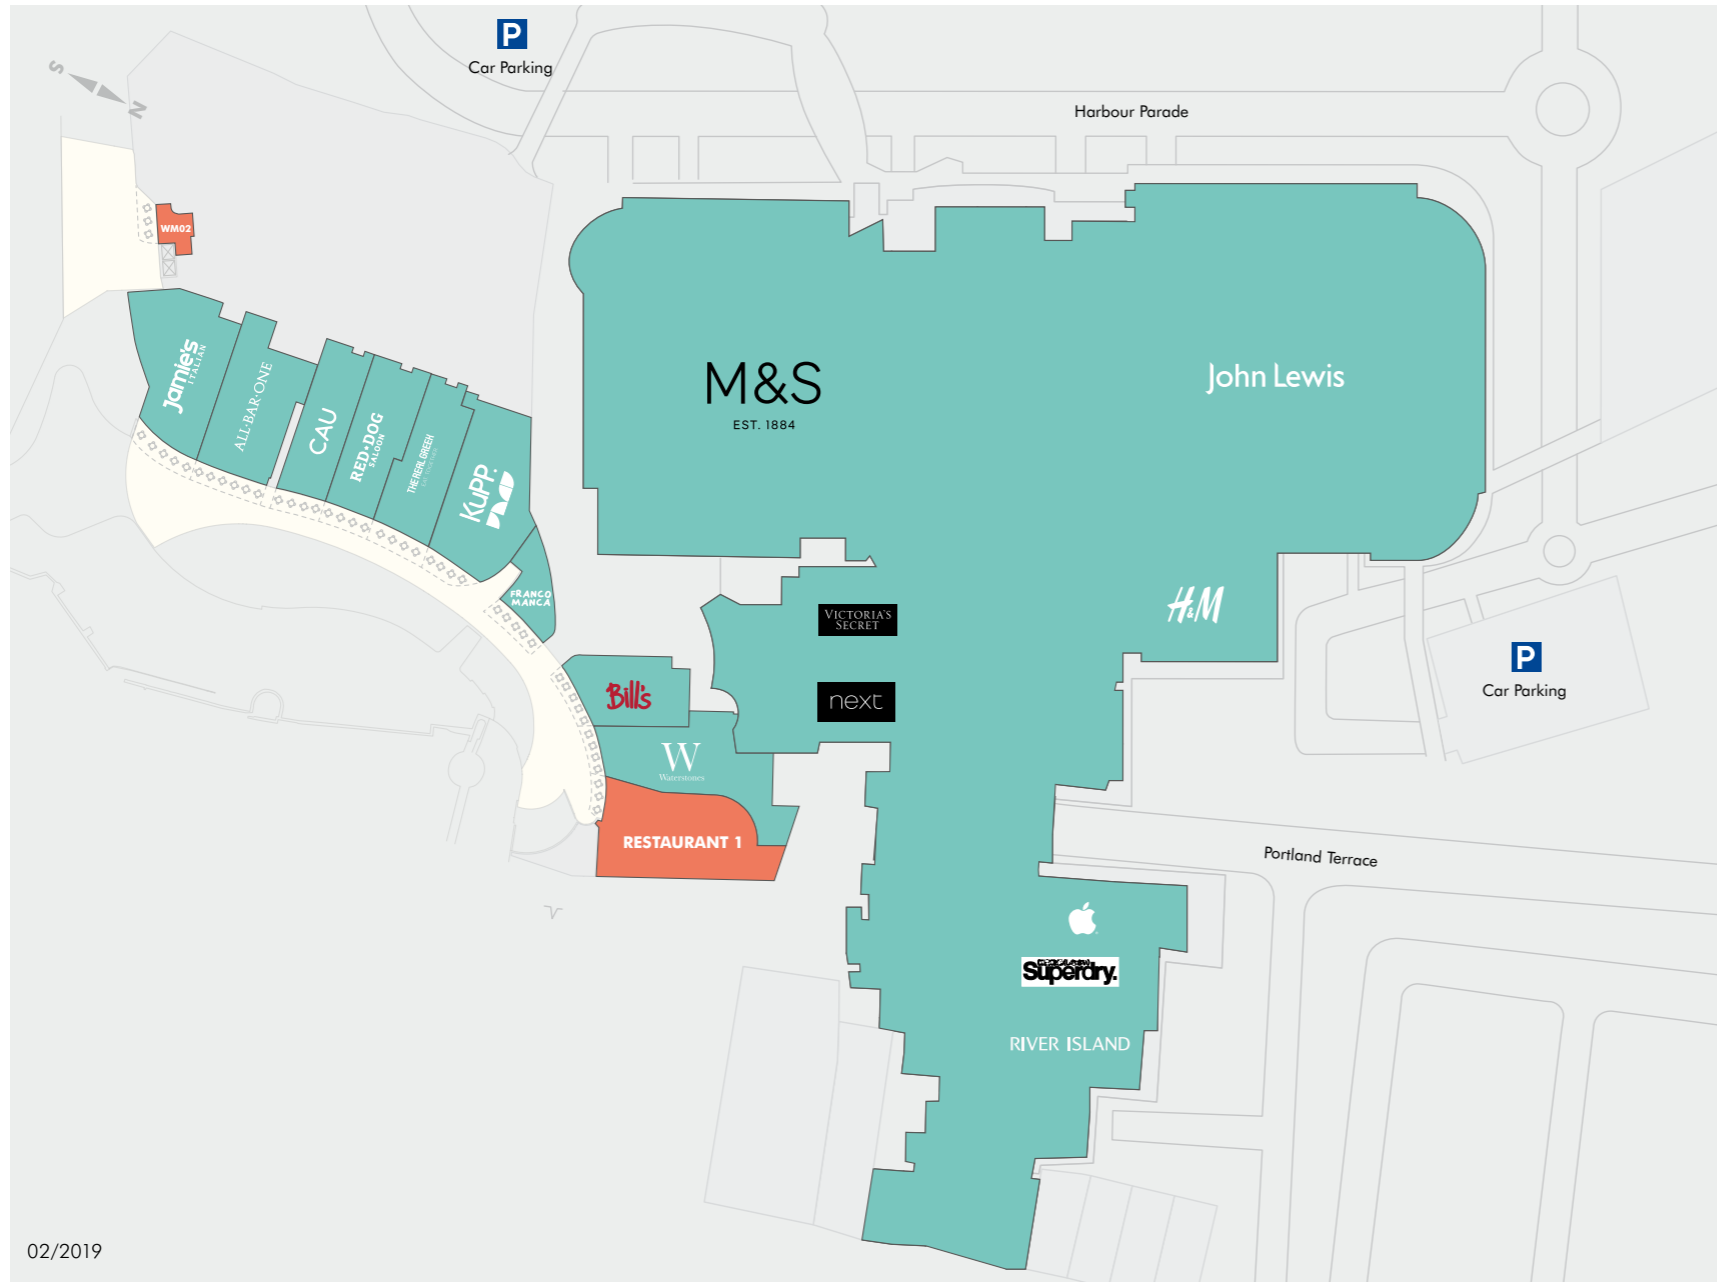 P
Car Parking
S
N
Harbour Parade
WM02
Jamie's
ITALIAN
ALL·BAR·ONE
CAU
RED·DOG
SALOON
THE REAL GREEK
KuPP.
FRANCO
MANCA
M&S
EST. 1884
John Lewis
VICTORIA'S
SECRET
H&M
P
Car Parking
Bill's
next
W
Waterstones
RESTAURANT 1
Portland Terrace
Superdry.
RIVER ISLAND
02/2019